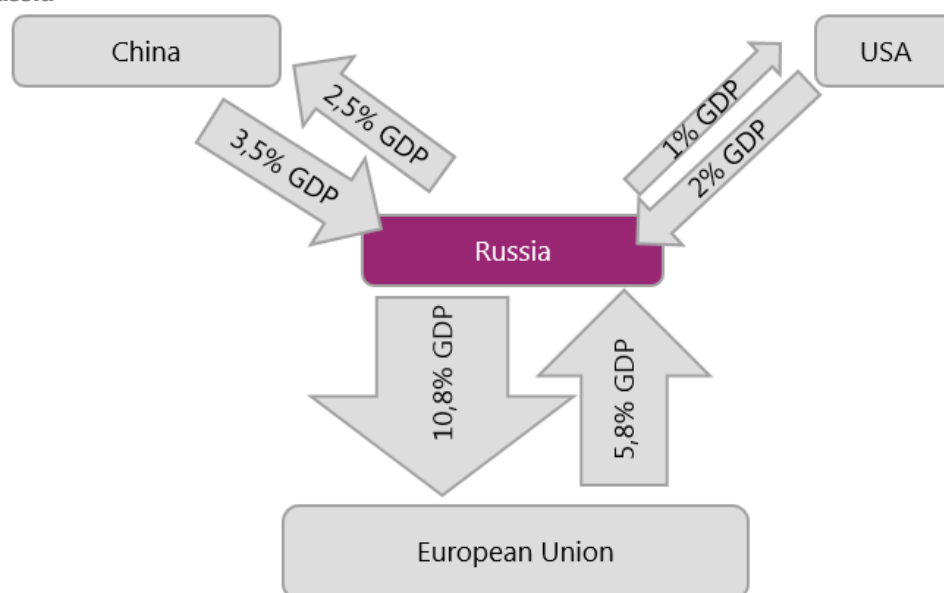 China
USA
2,5% GDP
3,5% GDP
1% GDP
2% GDP
Russia
10,8% GDP
5,8% GDP
European Union